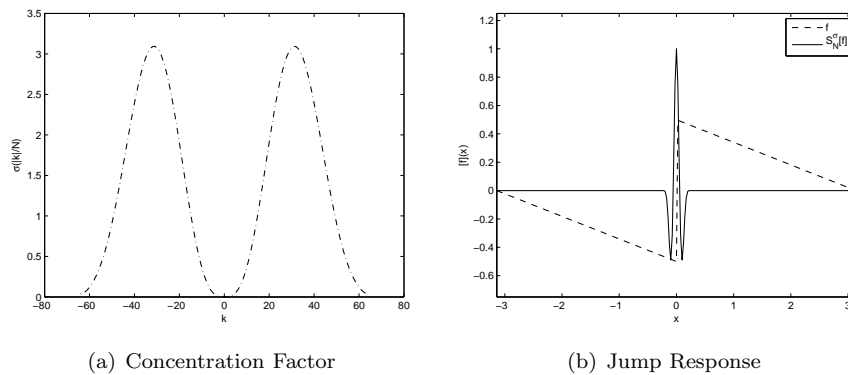 3.5
3
2.5
2
1.5
1
0.5
0
σ(|k|/N)
−80 −60 −40 −20 0 20 40 60 80
k
1.2
1
0.8
0.6
0.4
0.2
0
−0.2
−0.4
−0.6
[f](x)
−3 −2 −1 0 1 2 3
x
f
S_N^σ[f]
(a) Concentration Factor
(b) Jump Response